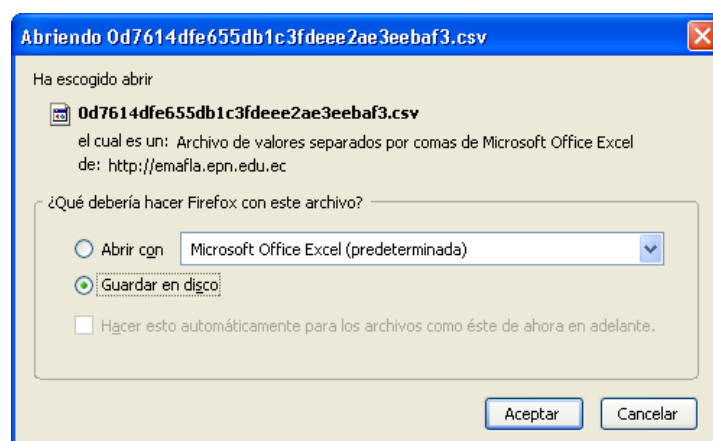 Abriendo 0d7614dfe655db1c3fdeee2ae3eebaf3.csv
Ha escogido abrir
0d7614dfe655db1c3fdeee2ae3eebaf3.csv
el cual es un: Archivo de valores separados por comas de Microsoft Office Excel
de: http://emafla.epn.edu.ec
¿Qué debería hacer Firefox con este archivo?
Abrir con Microsoft Office Excel (predeterminada)
Guardar en disco
Hacer esto automáticamente para los archivos como éste de ahora en adelante.
Aceptar Cancelar